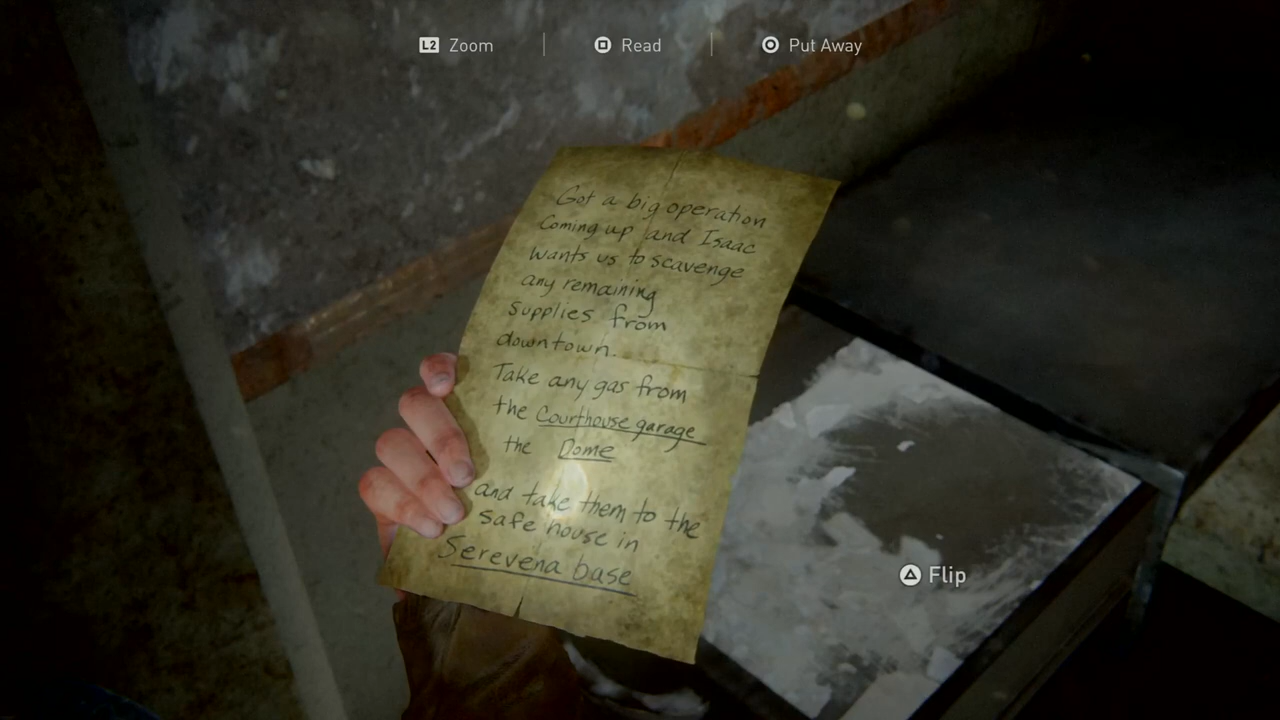 L2 Zoom
Read
Put Away
Got a big operation
Coming up and Isaac
wants us to scavenge
any remaining
supplies from
downtown.
Take any gas from
the Courthouse garage
the Dome
and take them to the
safe house in
Serevena base
Flip